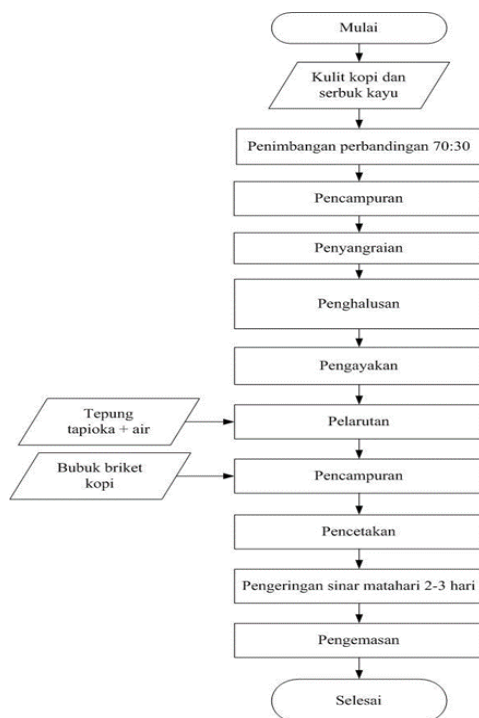 Mulai
Kulit kopi dan
serbuk kayu
Penimbangan perbandingan 70:30
Pencampuran
Penyangraian
Penghalusan
Pengayakan
Tepung
tapioka + air
Pelarutan
Bubuk briket
kopi
Pencampuran
Pencetakan
Pengeringan sinar matahari 2-3 hari
Pengemasan
Selesai